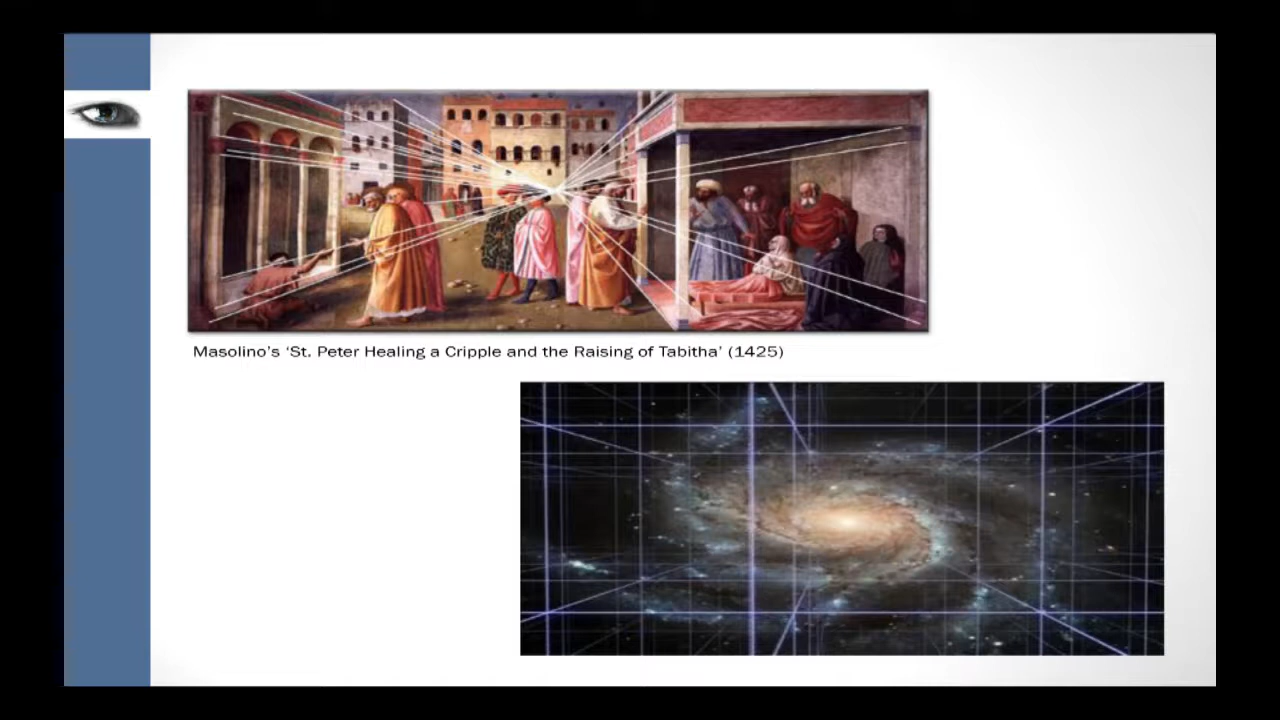 Masolino's 'St. Peter Healing a Cripple and the Raising of Tabitha' (1425)